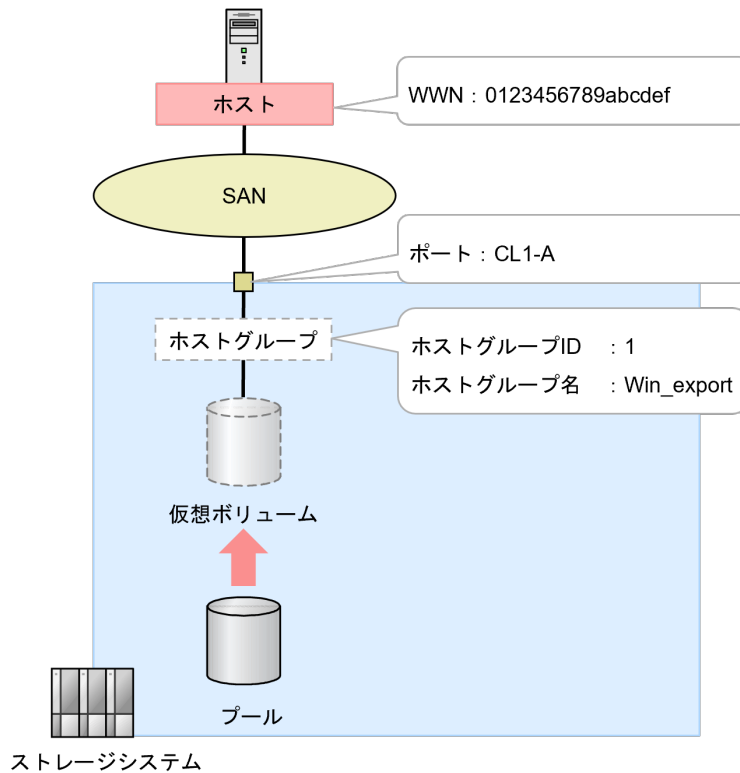 ホスト
WWN：0123456789abcdef
SAN
ポート：CL1-A
ホストグループ
ホストグループID ：1
ホストグループ名 ：Win_export
仮想ボリューム
プール
ストレージシステム